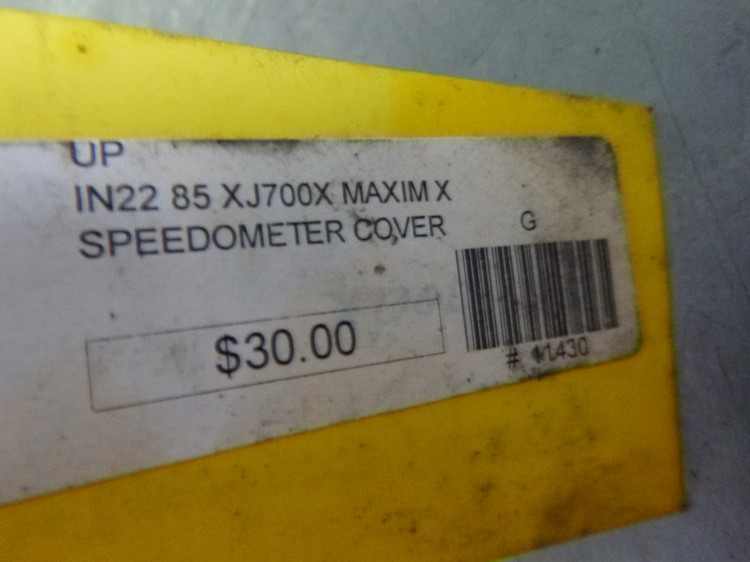 UP
IN22 85 XJ700X MAXIM X
SPEEDOMETER COVER
G
$30.00
# 11430